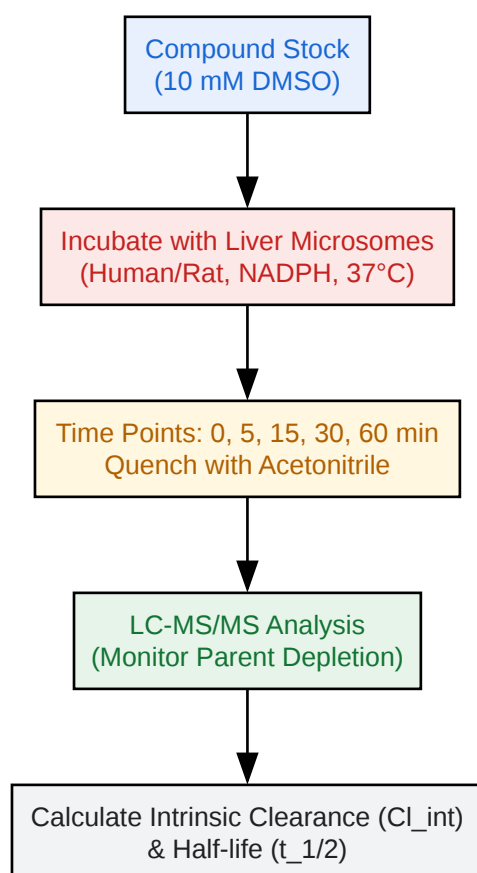 Compound Stock
(10 mM DMSO)
Incubate with Liver Microsomes
(Human/Rat, NADPH, 37°C)
Time Points: 0, 5, 15, 30, 60 min
Quench with Acetonitrile
LC-MS/MS Analysis
(Monitor Parent Depletion)
Calculate Intrinsic Clearance (Cl_int)
& Half-life (t_1/2)